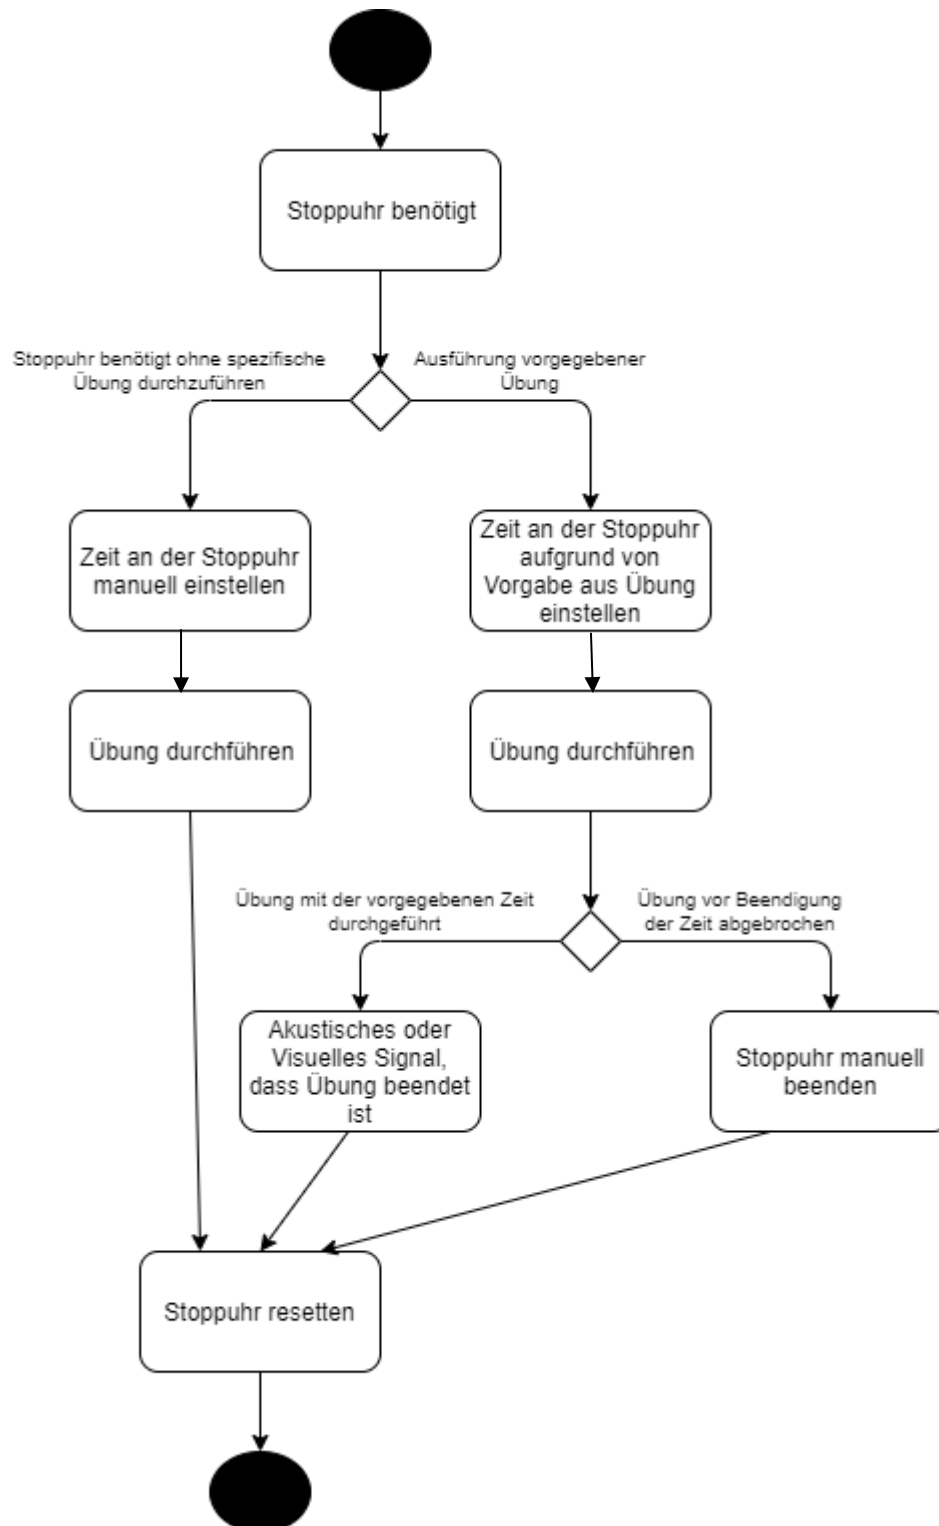 Stoppuhr benötigt
Stoppuhr benötigt ohne spezifische
Übung durchzuführen
Ausführung vorgegebener
Übung
Zeit an der Stoppuhr
manuell einstellen
Zeit an der Stoppuhr
aufgrund von
Vorgabe aus Übung
einstellen
Übung durchführen
Übung durchführen
Übung mit der vorgegebenen Zeit
durchgeführt
Übung vor Beendigung
der Zeit abgebrochen
Akustisches oder
Visuelles Signal,
dass Übung beendet
ist
Stoppuhr manuell
beenden
Stoppuhr resetten